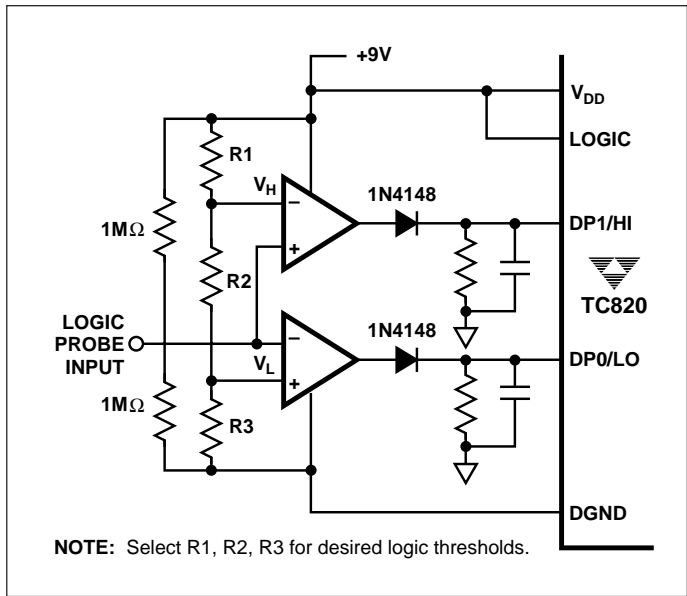 +9V
V_DD
LOGIC
R1
V_H
1N4148
DP1/HI
1MΩ
R2
TC820
LOGIC
PROBE
INPUT
1N4148
V_L
DP0/LO
1MΩ
R3
DGND
NOTE: Select R1, R2, R3 for desired logic thresholds.
−
+
−
+